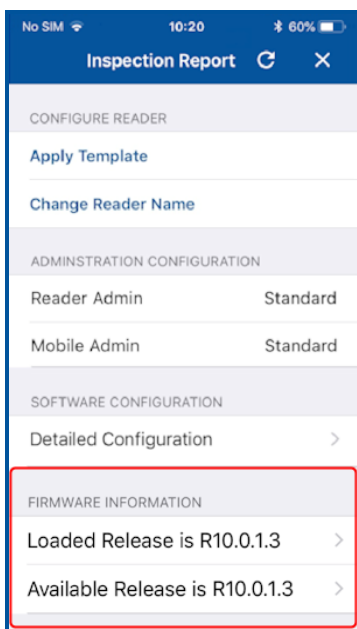 No SIM 10:20 60%
Inspection Report
CONFIGURE READER
Apply Template
Change Reader Name
ADMINSTRATION CONFIGURATION
Reader Admin Standard
Mobile Admin Standard
SOFTWARE CONFIGURATION
Detailed Configuration
FIRMWARE INFORMATION
Loaded Release is R10.0.1.3
Available Release is R10.0.1.3